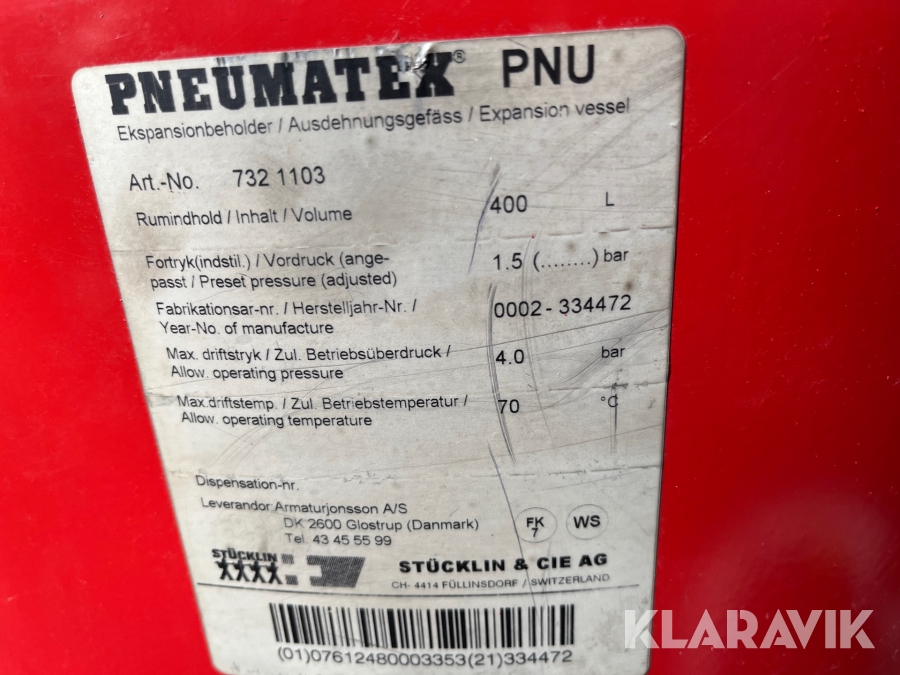 PNEUMATEX® PNU
Ekspansionbeholder / Ausdehnungsgefäss / Expansion vessel
Art.-No. 732 1103
Rumindhold / Inhalt / Volume 400 L
Fortryk(indstil.) / Vordruck (ange-
passt / Preset pressure (adjusted) 1.5 (........) bar
Fabrikationsar-nr. / Herstelljahr-Nr. /
Year-No. of manufacture 0002 - 334472
Max. driftstryk / Zul. Betriebsüberdruck /
Allow. operating pressure 4.0 bar
Max.driftstemp. / Zul. Betriebstemperatur /
Allow. operating temperature 70 °C
Dispensation-nr.
Leverandor Armaturjonsson A/S
DK 2600 Glostrup (Danmark)
Tel. 43 45 55 99
FK
7
WS
STÜCKLIN
XXXX
STÜCKLIN & CIE AG
CH- 4414 FÜLLINSDORF / SWITZERLAND
(01)07612480003353(21)334472
KLARAVIK